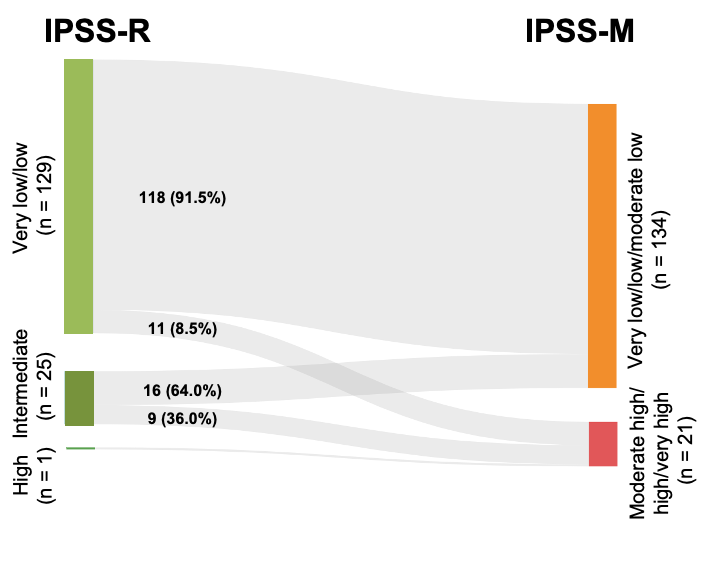 IPSS-R
IPSS-M
Very low/low
(n = 129)
118 (91.5%)
11 (8.5%)
Intermediate
(n = 25)
16 (64.0%)
9 (36.0%)
High
(n = 1)
Very low/low/moderate low
(n = 134)
Moderate high/
high/very high
(n = 21)